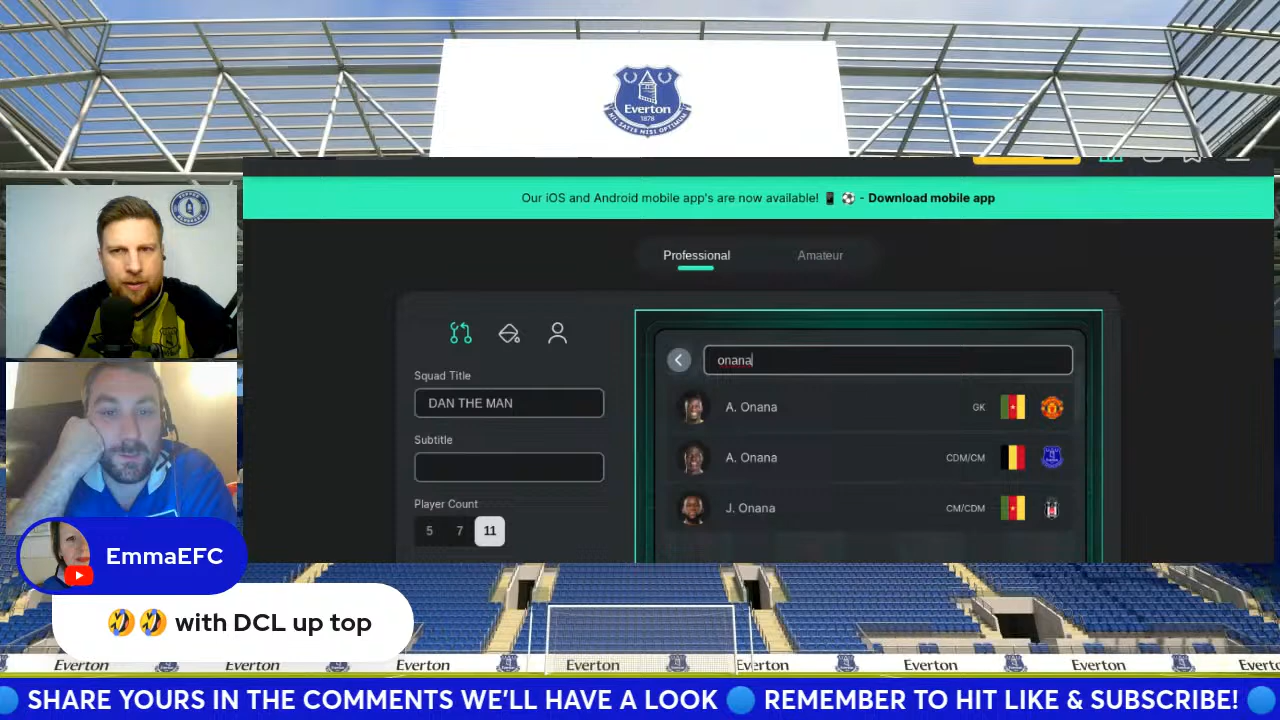 Everton
1878
NIL SATIS NISI OPTIMUM
Our iOS and Android mobile app's are now available! 📱 ⚽ - Download mobile app
Professional
Amateur
Squad Title
DAN THE MAN
Subtitle
Player Count
5
7
11
onana
A. Onana
GK
A. Onana
CDM/CM
J. Onana
CM/CDM
EmmaEFC
🤣🤣 with DCL up top
Everton
Everton
Everton
Everton
Everton
Everton
Everton
Everto
🔵 SHARE YOURS IN THE COMMENTS WE'LL HAVE A LOOK 🔵 REMEMBER TO HIT LIKE & SUBSCRIBE! 🔵